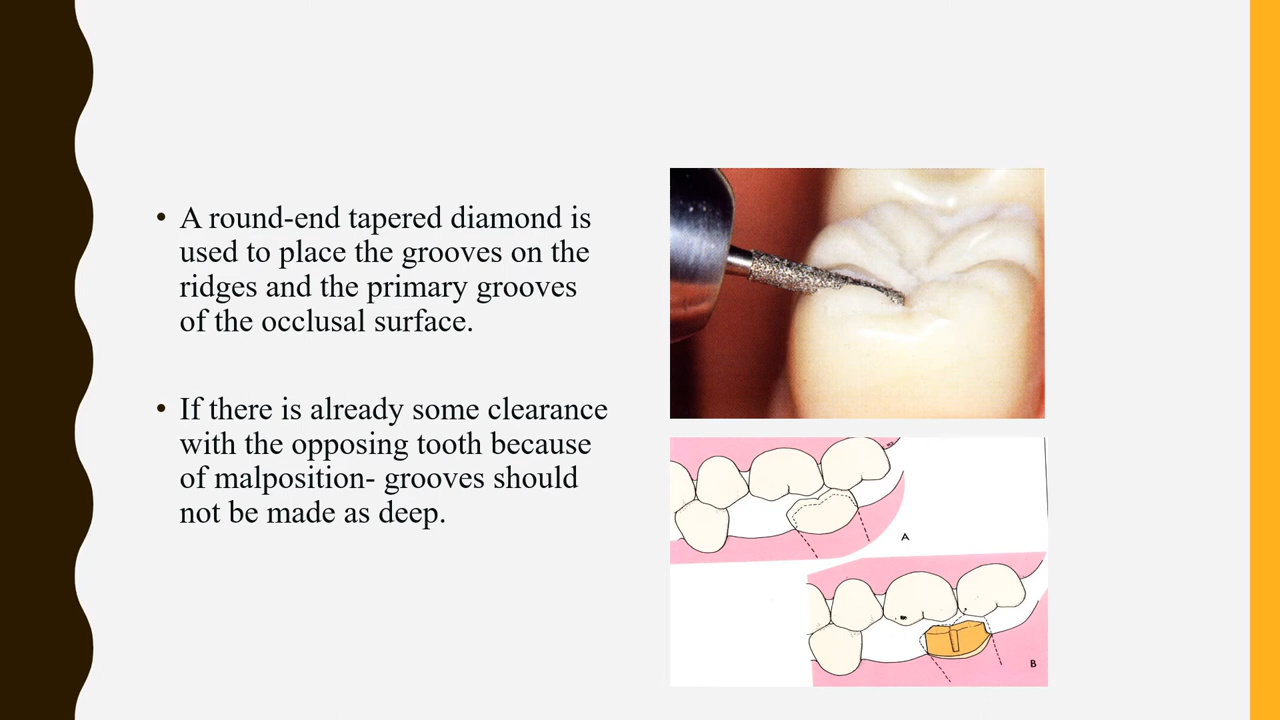 • A round-end tapered diamond is
used to place the grooves on the
ridges and the primary grooves
of the occlusal surface.
• If there is already some clearance
with the opposing tooth because
of malposition- grooves should
not be made as deep.
A
B